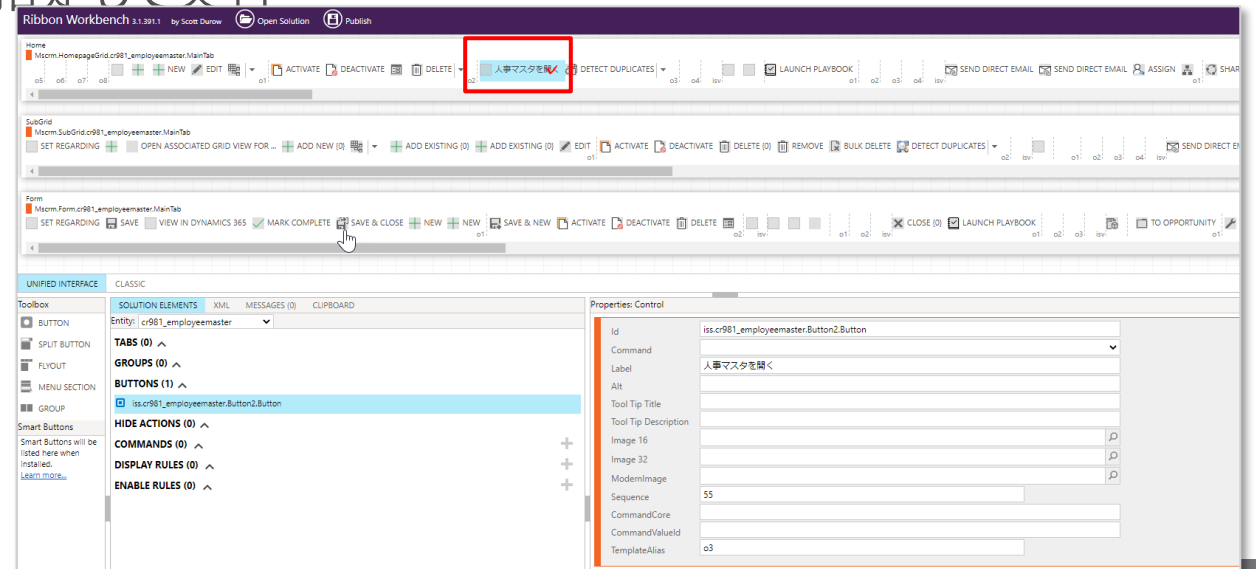 Ribbon Workbench 3.1.391.1 by Scott Durow Open Solution Publish
Home
Mscrm.HomepageGrid.cr981_employeemaster.MainTab
o5 o6 o7 o8 NEW EDIT o1 ACTIVATE DEACTIVATE DELETE o2 人事マスタを開く DETECT DUPLICATES o3 o4 isv LAUNCH PLAYBOOK o1 o2 o3 o4 isv SEND DIRECT EMAIL SEND DIRECT EMAIL ASSIGN o1 SHAR
SubGrid
Mscrm.SubGrid.cr981_employeemaster.MainTab
SET REGARDING OPEN ASSOCIATED GRID VIEW FOR ... ADD NEW (0) ADD EXISTING (0) ADD EXISTING (0) EDIT o1 ACTIVATE DEACTIVATE DELETE (0) REMOVE BULK DELETE DETECT DUPLICATES o2 isv o1 o2 o3 o4 isv SEND DIRECT EM
Form
Mscrm.Form.cr981_employeemaster.MainTab
SET REGARDING SAVE VIEW IN DYNAMICS 365 MARK COMPLETE SAVE & CLOSE NEW NEW o1 SAVE & NEW ACTIVATE DEACTIVATE DELETE o2 isv o1 o2 isv CLOSE (0) LAUNCH PLAYBOOK o1 o2 o3 isv TO OPPORTUNITY o1
UNIFIED INTERFACE CLASSIC
Toolbox
BUTTON
SPLIT BUTTON
FLYOUT
MENU SECTION
GROUP
Smart Buttons
Smart Buttons will be
listed here when
installed.
Learn more...
SOLUTION ELEMENTS XML MESSAGES (0) CLIPBOARD
Entity: cr981_employeemaster
TABS (0)
GROUPS (0)
BUTTONS (1)
iss.cr981_employeemaster.Button2.Button
HIDE ACTIONS (0)
COMMANDS (0)
DISPLAY RULES (0)
ENABLE RULES (0)
Properties: Control
Id iss.cr981_employeemaster.Button2.Button
Command
Label 人事マスタを開く
Alt
Tool Tip Title
Tool Tip Description
Image 16
Image 32
ModernImage
Sequence 55
CommandCore
CommandValueId
TemplateAlias o3